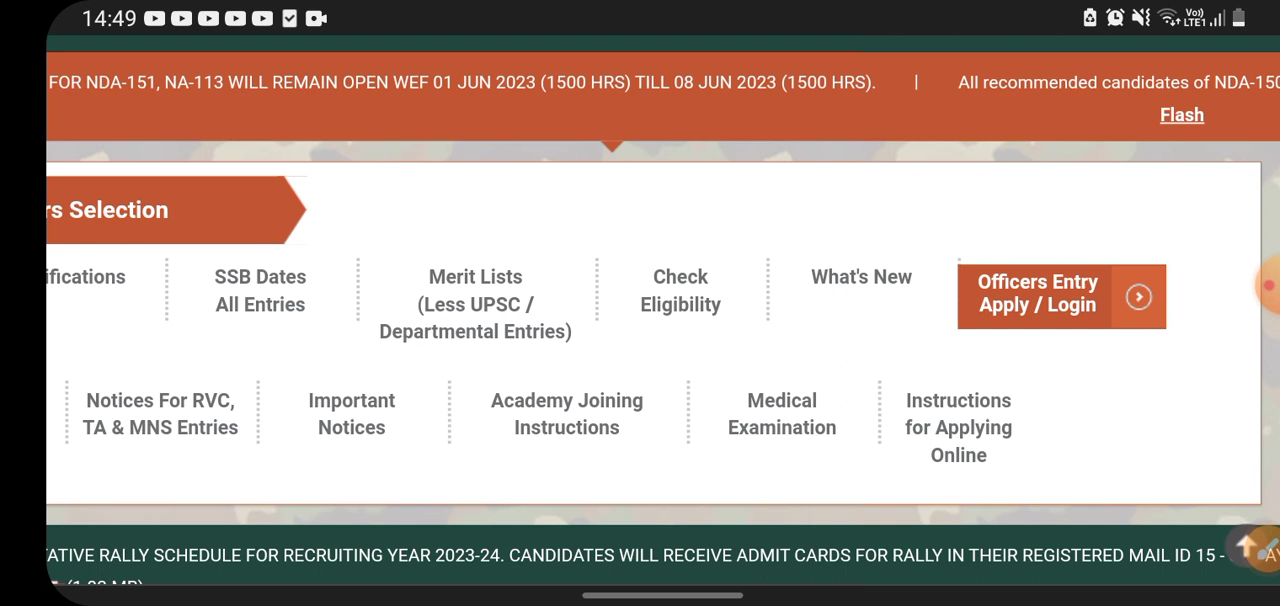 14:49
Vo)
LTE1
FOR NDA-151, NA-113 WILL REMAIN OPEN WEF 01 JUN 2023 (1500 HRS) TILL 08 JUN 2023 (1500 HRS). | All recommended candidates of NDA-150
Flash
rs Selection
ifications
SSB Dates
All Entries
Merit Lists
(Less UPSC /
Departmental Entries)
Check
Eligibility
What's New
Officers Entry
Apply / Login
Notices For RVC,
TA & MNS Entries
Important
Notices
Academy Joining
Instructions
Medical
Examination
Instructions
for Applying
Online
TATIVE RALLY SCHEDULE FOR RECRUITING YEAR 2023-24. CANDIDATES WILL RECEIVE ADMIT CARDS FOR RALLY IN THEIR REGISTERED MAIL ID 15 -